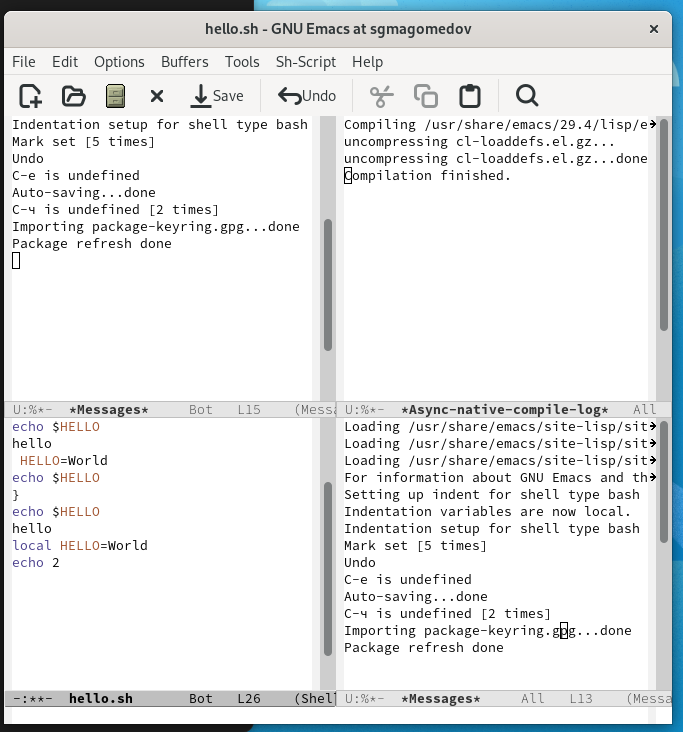 hello.sh - GNU Emacs at sgmagomedov
File Edit Options Buffers Tools Sh-Script Help
Save Undo
Indentation setup for shell type bash
Mark set [5 times]
Undo
C-е is undefined
Auto-saving...done
C-ч is undefined [2 times]
Importing package-keyring.gpg...done
Package refresh done
U:%*- *Messages* Bot L15 (Messa
Compiling /usr/share/emacs/29.4/lisp/e
uncompressing cl-loaddefs.el.gz...
uncompressing cl-loaddefs.el.gz...done
Compilation finished.
U:%*- *Async-native-compile-log* All
echo $HELLO
hello
HELLO=World
echo $HELLO
}
echo $HELLO
hello
local HELLO=World
echo 2
-:**- hello.sh Bot L26 (Shel
Loading /usr/share/emacs/site-lisp/sit
Loading /usr/share/emacs/site-lisp/sit
Loading /usr/share/emacs/site-lisp/sit
For information about GNU Emacs and th
Setting up indent for shell type bash
Indentation variables are now local.
Indentation setup for shell type bash
Mark set [5 times]
Undo
C-е is undefined
Auto-saving...done
C-ч is undefined [2 times]
Importing package-keyring.gpg...done
Package refresh done
U:%*- *Messages* All L13 (Messa